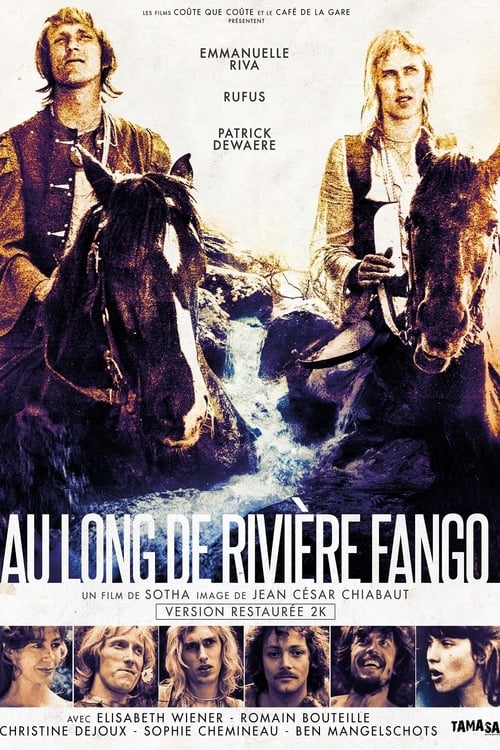 LES FILMS COÛTE QUE COÛTE ET LE CAFÉ DE LA GARE
PRÉSENTENT
EMMANUELLE
RIVA
RUFUS
PATRICK
DEWAERE
AU LONG DE RIVIÈRE FANGO
UN FILM DE SOTHA IMAGE DE JEAN CÉSAR CHIABAUT
VERSION RESTAURÉE 2K
AVEC ELISABETH WIENER - ROMAIN BOUTEILLE
CHRISTINE DEJOUX - SOPHIE CHEMINEAU - BEN MANGELSCHOTS
TAMASA